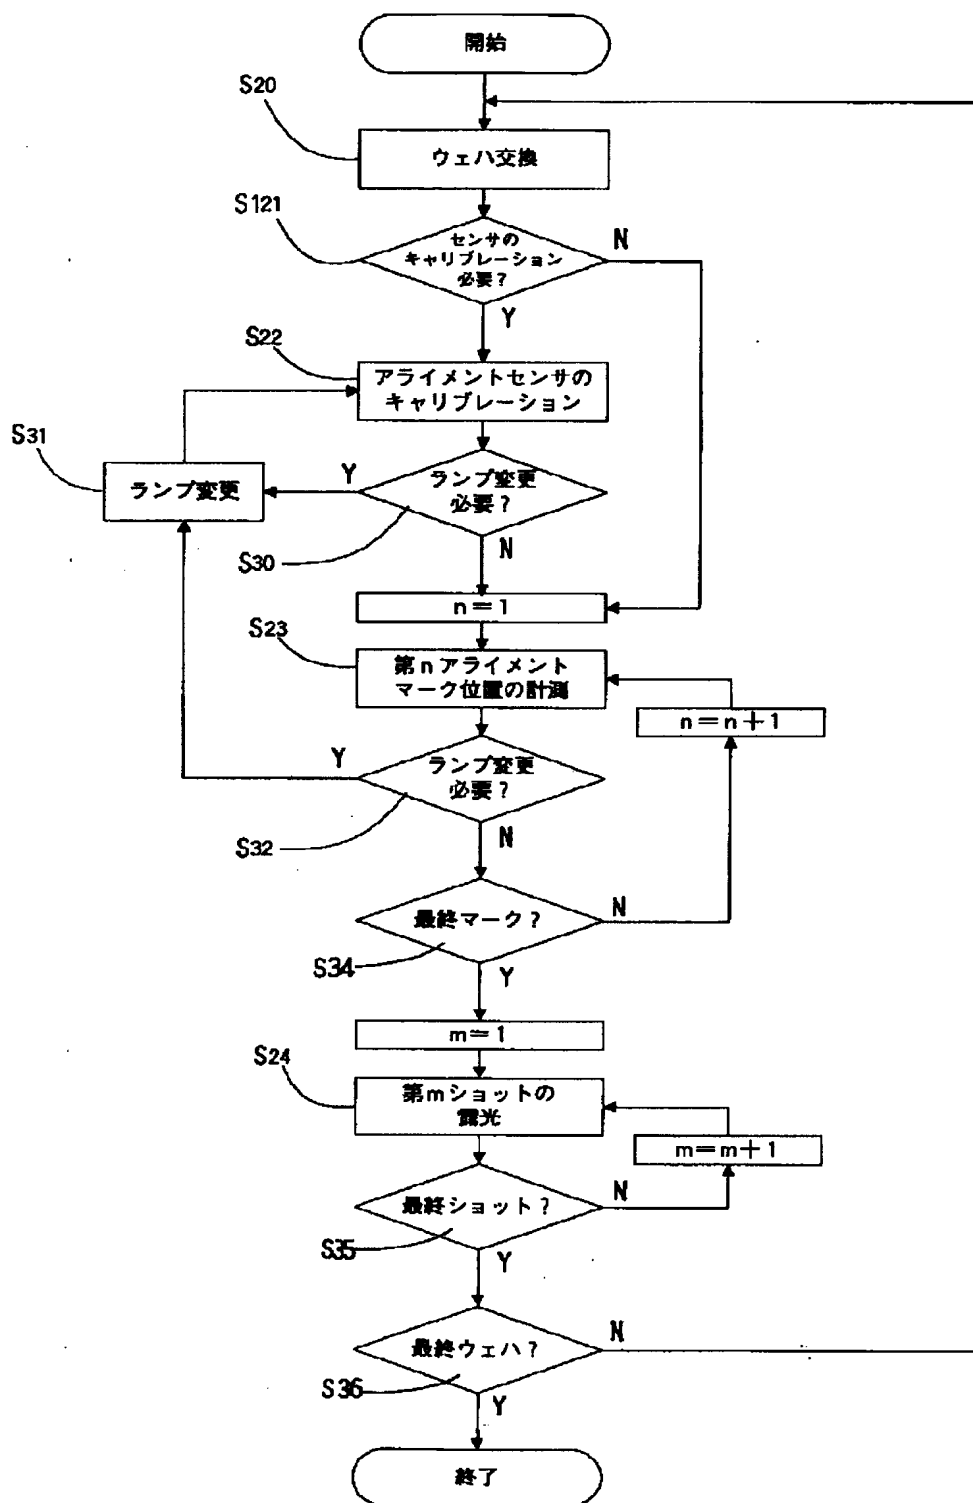 開始
S20
ウェハ交換
S121
センサの
キャリブレーション
必要?
N
Y
S22
アライメントセンサの
キャリブレーション
S31
ランプ変更
Y
ランプ変更
必要?
S30
N
n=1
S23
第nアライメント
マーク位置の計測
n=n+1
Y
ランプ変更
必要?
S32
N
最終マーク?
N
S34
Y
m=1
S24
第mショットの
露光
m=m+1
最終ショット?
N
S35
Y
最終ウェハ?
N
S36
Y
終了